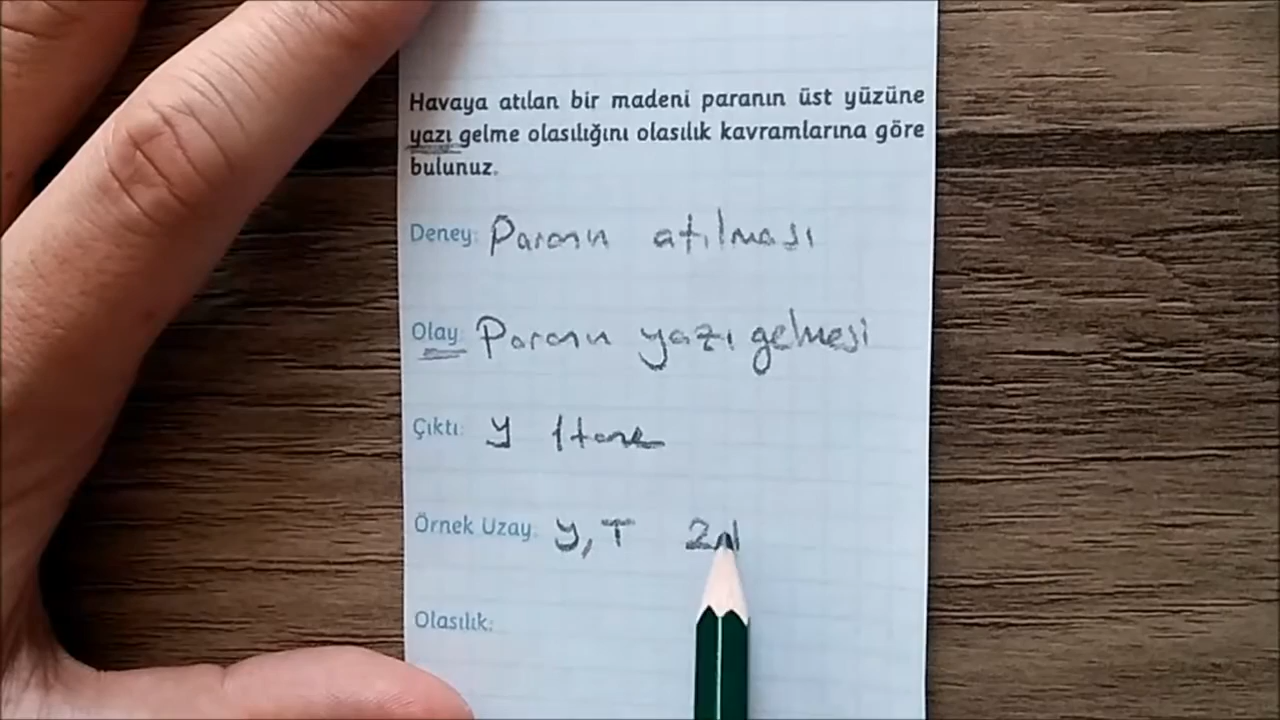 Havaya atılan bir madeni paranın üst yüzüne
yazı gelme olasılığını olasılık kavramlarına göre
bulunuz.
Deney: Paranın atılması
Olay: Paranın yazı gelmesi
Çıktı: y 1 tane
Örnek Uzay: y, T 2
Olasılık: